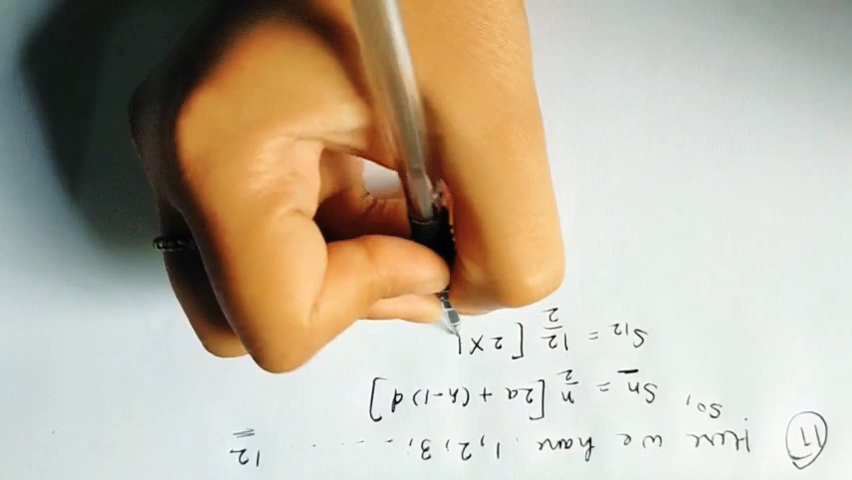 (17) Here we have 1, 2, 3, ........ 12
So, Sn = n/2 [2a + (n-1) d]
S12 = 12/2 [2×1